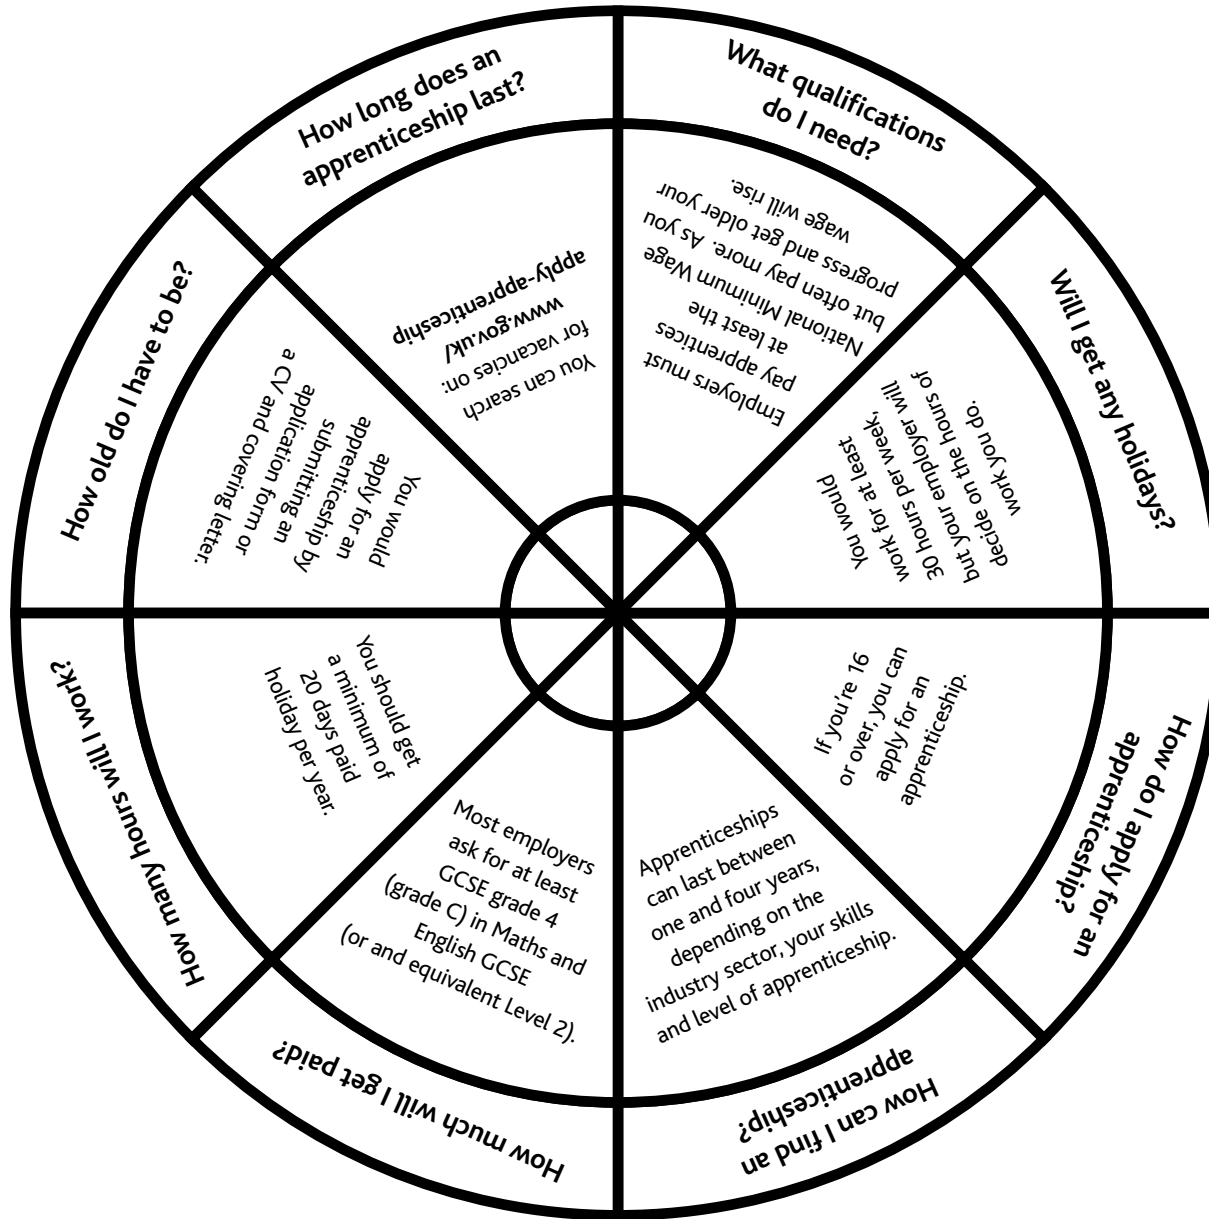 How long does an
apprenticeship last?
What qualifications
do I need?
Will I get any holidays?
How do I apply for an
apprenticeship?
How can I find an
apprenticeship?
How much will I get paid?
How many hours will I work?
How old do I have to be?
You can search
for vacancies on:
www.gov.uk/
apply-apprenticeship
Employers must
pay apprentices
at least the
National Minimum Wage
but often pay more. As you
progress and get older your
wage will rise.
You would
work for at least
30 hours per week,
but your employer will
decide on the hours of
work you do.
If you're 16
or over, you can
apply for an
apprenticeship.
Apprenticeships
can last between
one and four years,
depending on the
industry sector, your skills
and level of apprenticeship.
Most employers
ask for at least
GCSE grade 4
(grade C) in Maths and
English GCSE
(or and equivalent Level 2).
You should get
a minimum of
20 days paid
holiday per year.
You would
apply for an
apprenticeship by
submitting an
application form or
a CV and covering letter.